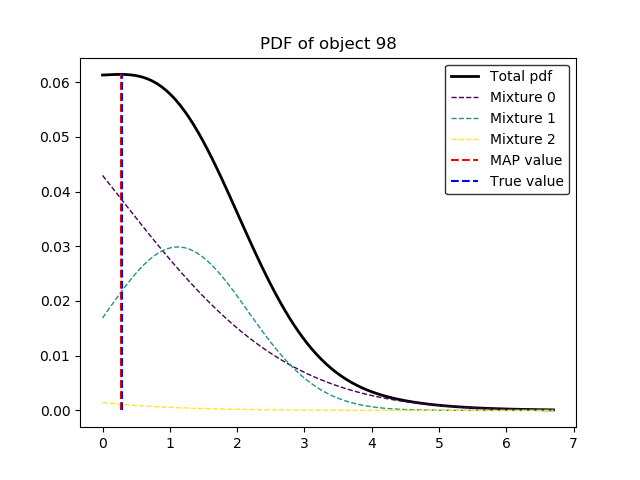 PDF of object 98
Total pdf
Mixture 0
Mixture 1
Mixture 2
MAP value
True value
0.06
0.05
0.04
0.03
0.02
0.01
0.00
0 1 2 3 4 5 6 7